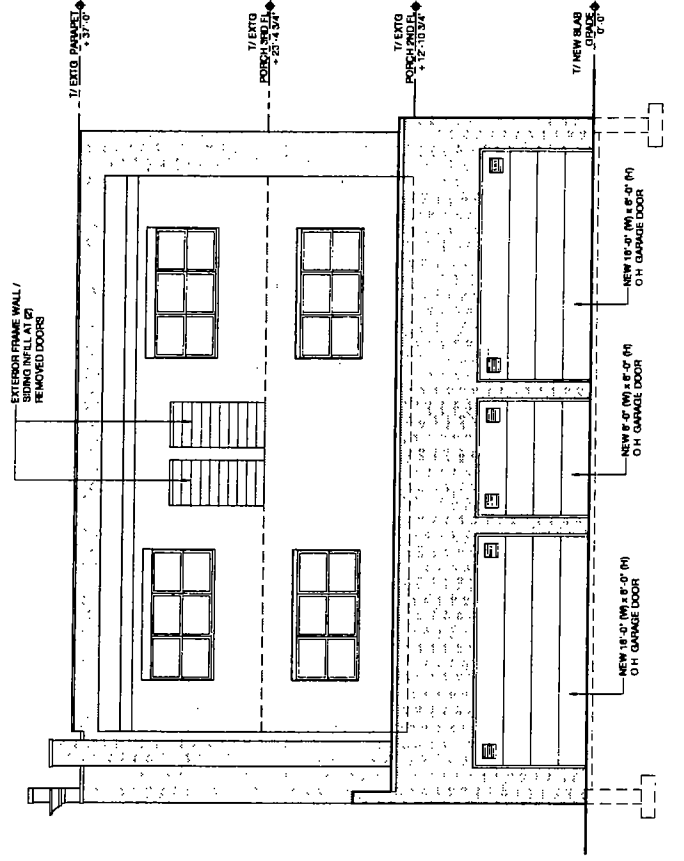 T/ EXTG PARAPET
+ 37'-0"
T/ EXTG
PORCH 3RD FL
+ 23'-4 3/4"
T/ EXTG
PORCH 2ND FL
+ 12'-10 3/4"
T/ NEW SLAB
GRADE
0'-0"
EXTERIOR FRAME WALL /
SIDING INFILL AT (2)
REMOVED DOORS
NEW 16'-0" (W) x 8'-0" (H)
O H GARAGE DOOR
NEW 8'-0" (W) x 8'-0" (H)
O H GARAGE DOOR
NEW 16'-0" (W) x 8'-0" (H)
O H GARAGE DOOR